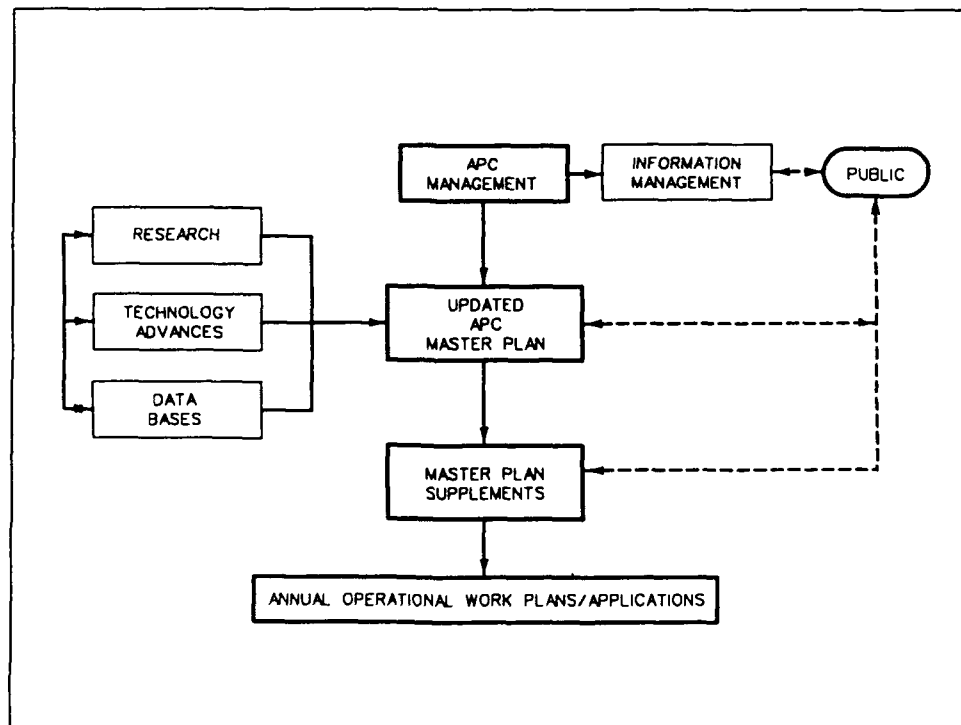 APC
MANAGEMENT
INFORMATION
MANAGEMENT
PUBLIC
RESEARCH
TECHNOLOGY
ADVANCES
DATA
BASES
UPDATED
APC
MASTER PLAN
MASTER PLAN
SUPPLEMENTS
ANNUAL OPERATIONAL WORK PLANS/APPLICATIONS